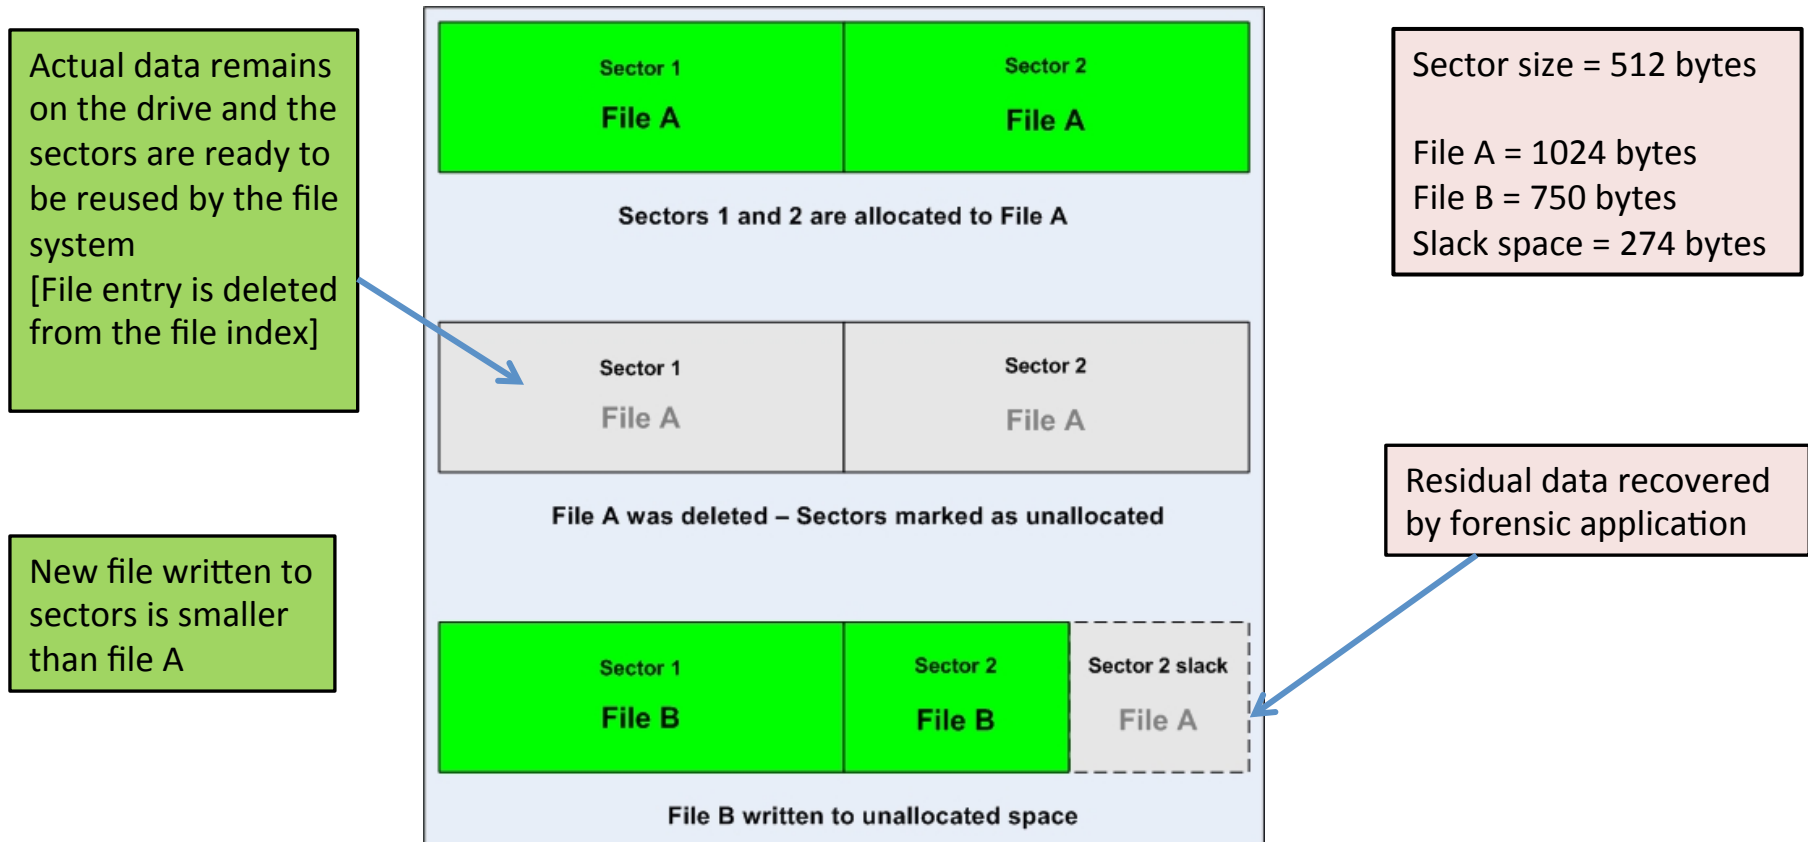 Actual data remains
on the drive and the
sectors are ready to
be reused by the file
system
[File entry is deleted
from the file index]
New file written to
sectors is smaller
than file A
Sector 1
File A
Sector 2
File A
Sectors 1 and 2 are allocated to File A
Sector 1
File A
Sector 2
File A
File A was deleted – Sectors marked as unallocated
Sector 1
File B
Sector 2
File B
Sector 2 slack
File A
File B written to unallocated space
Sector size = 512 bytes
File A = 1024 bytes
File B = 750 bytes
Slack space = 274 bytes
Residual data recovered
by forensic application